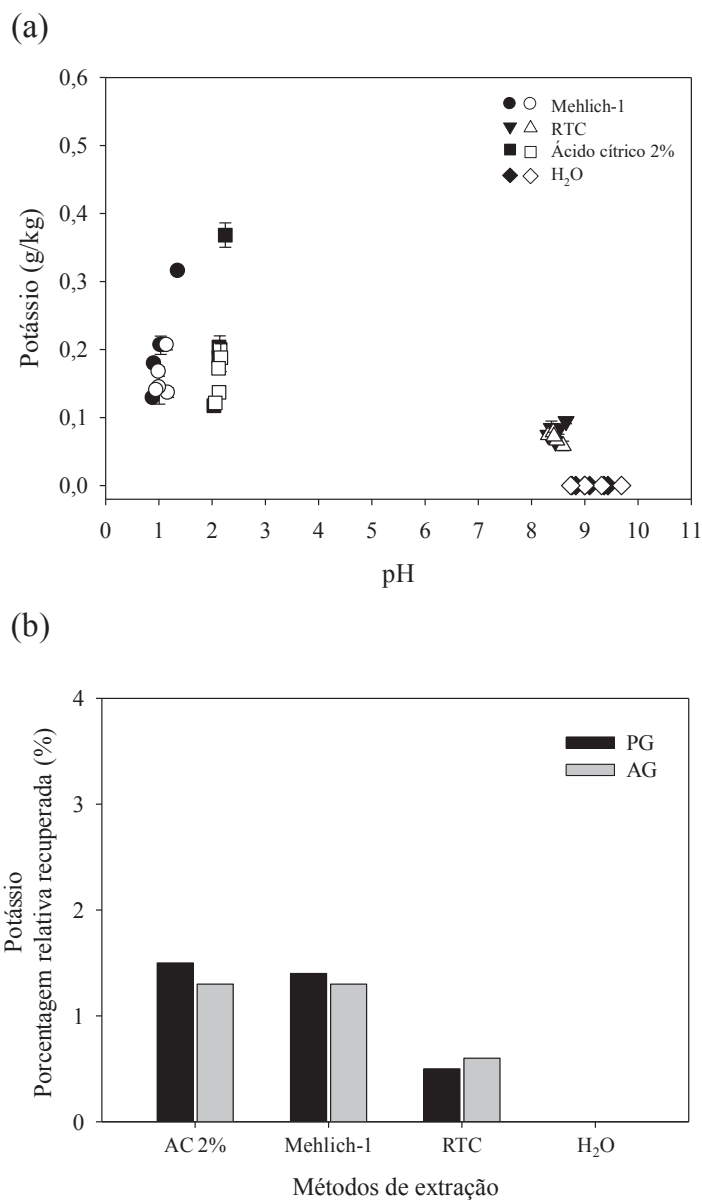 (a)
0,6
0,5
0,4
0,3
0,2
0,1
0,0
Potássio (g/kg)
Mehlich-1
RTC
Ácido cítrico 2%
H₂O
0 1 2 3 4 5 6 7 8 9 10 11
pH
(b)
4
3
2
1
0
Potássio
Porcentagem relativa recuperada (%)
PG
AG
AC 2% Mehlich-1 RTC H₂O
Métodos de extração